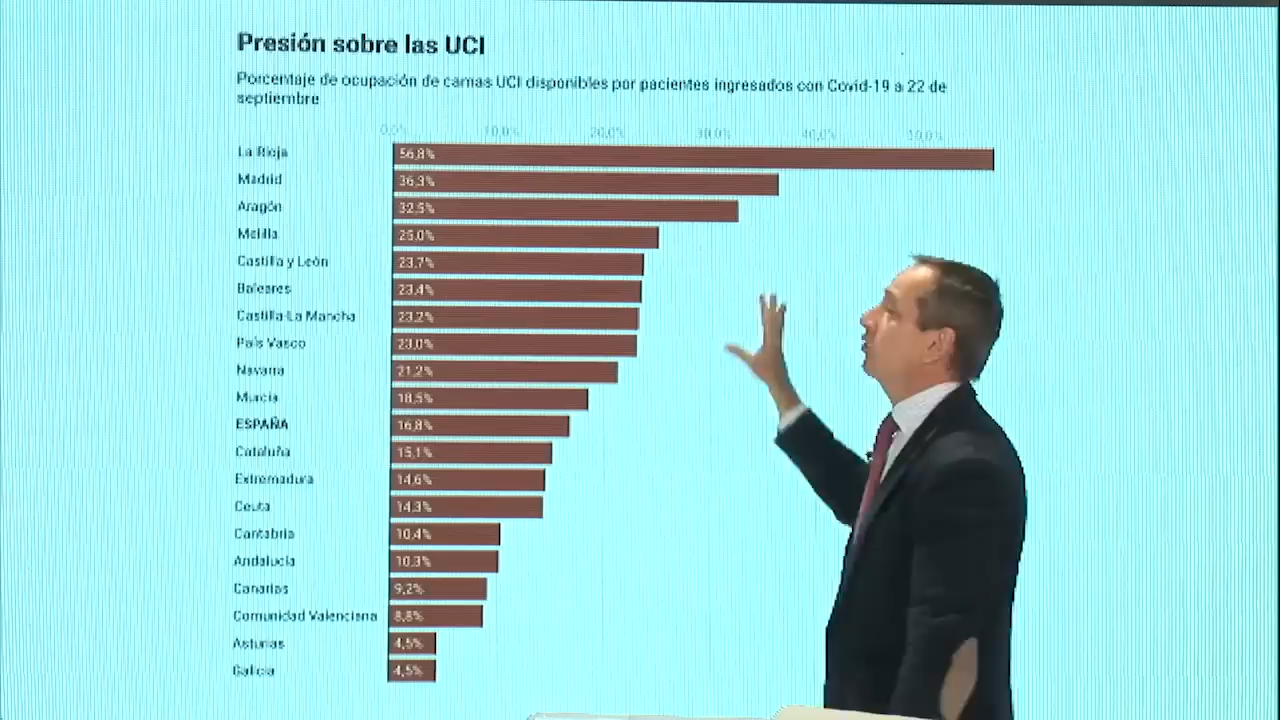 Presión sobre las UCI
Porcentaje de ocupación de camas UCI disponibles por pacientes ingresados con Covid-19 a 22 de
septiembre
0,0% 10,0% 20,0% 30,0% 40,0% 50,0%
La Rioja 56,8%
Madrid 36,3%
Aragón 32,5%
Melilla 25,0%
Castilla y León 23,7%
Baleares 23,4%
Castilla-La Mancha 23,2%
País Vasco 23,0%
Navarra 21,2%
Murcia 18,5%
ESPAÑA 16,8%
Cataluña 15,1%
Extremadura 14,6%
Ceuta 14,3%
Cantabria 10,4%
Andalucía 10,3%
Canarias 9,2%
Comunidad Valenciana 8,8%
Asturias 4,5%
Galicia 4,5%